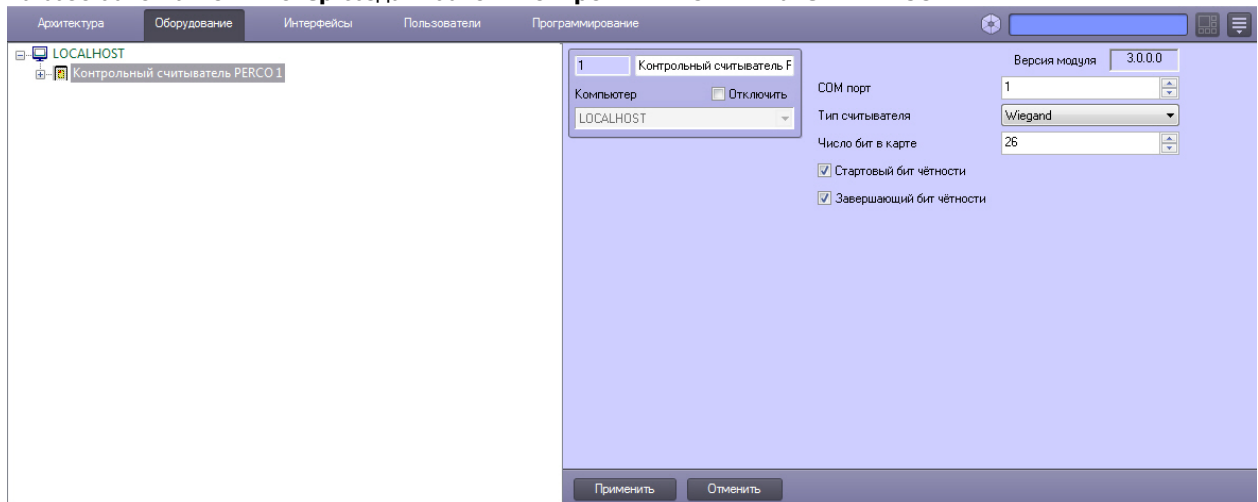 Архитектура Оборудование Интерфейсы Пользователи Программирование
LOCALHOST
Контрольный считыватель PERCO 1
1 Контрольный считыватель F
Компьютер Отключить
LOCALHOST
Версия модуля 3.0.0.0
COM порт 1
Тип считывателя Wiegand
Число бит в карте 26
Стартовый бит чётности
Завершающий бит чётности
Применить Отменить